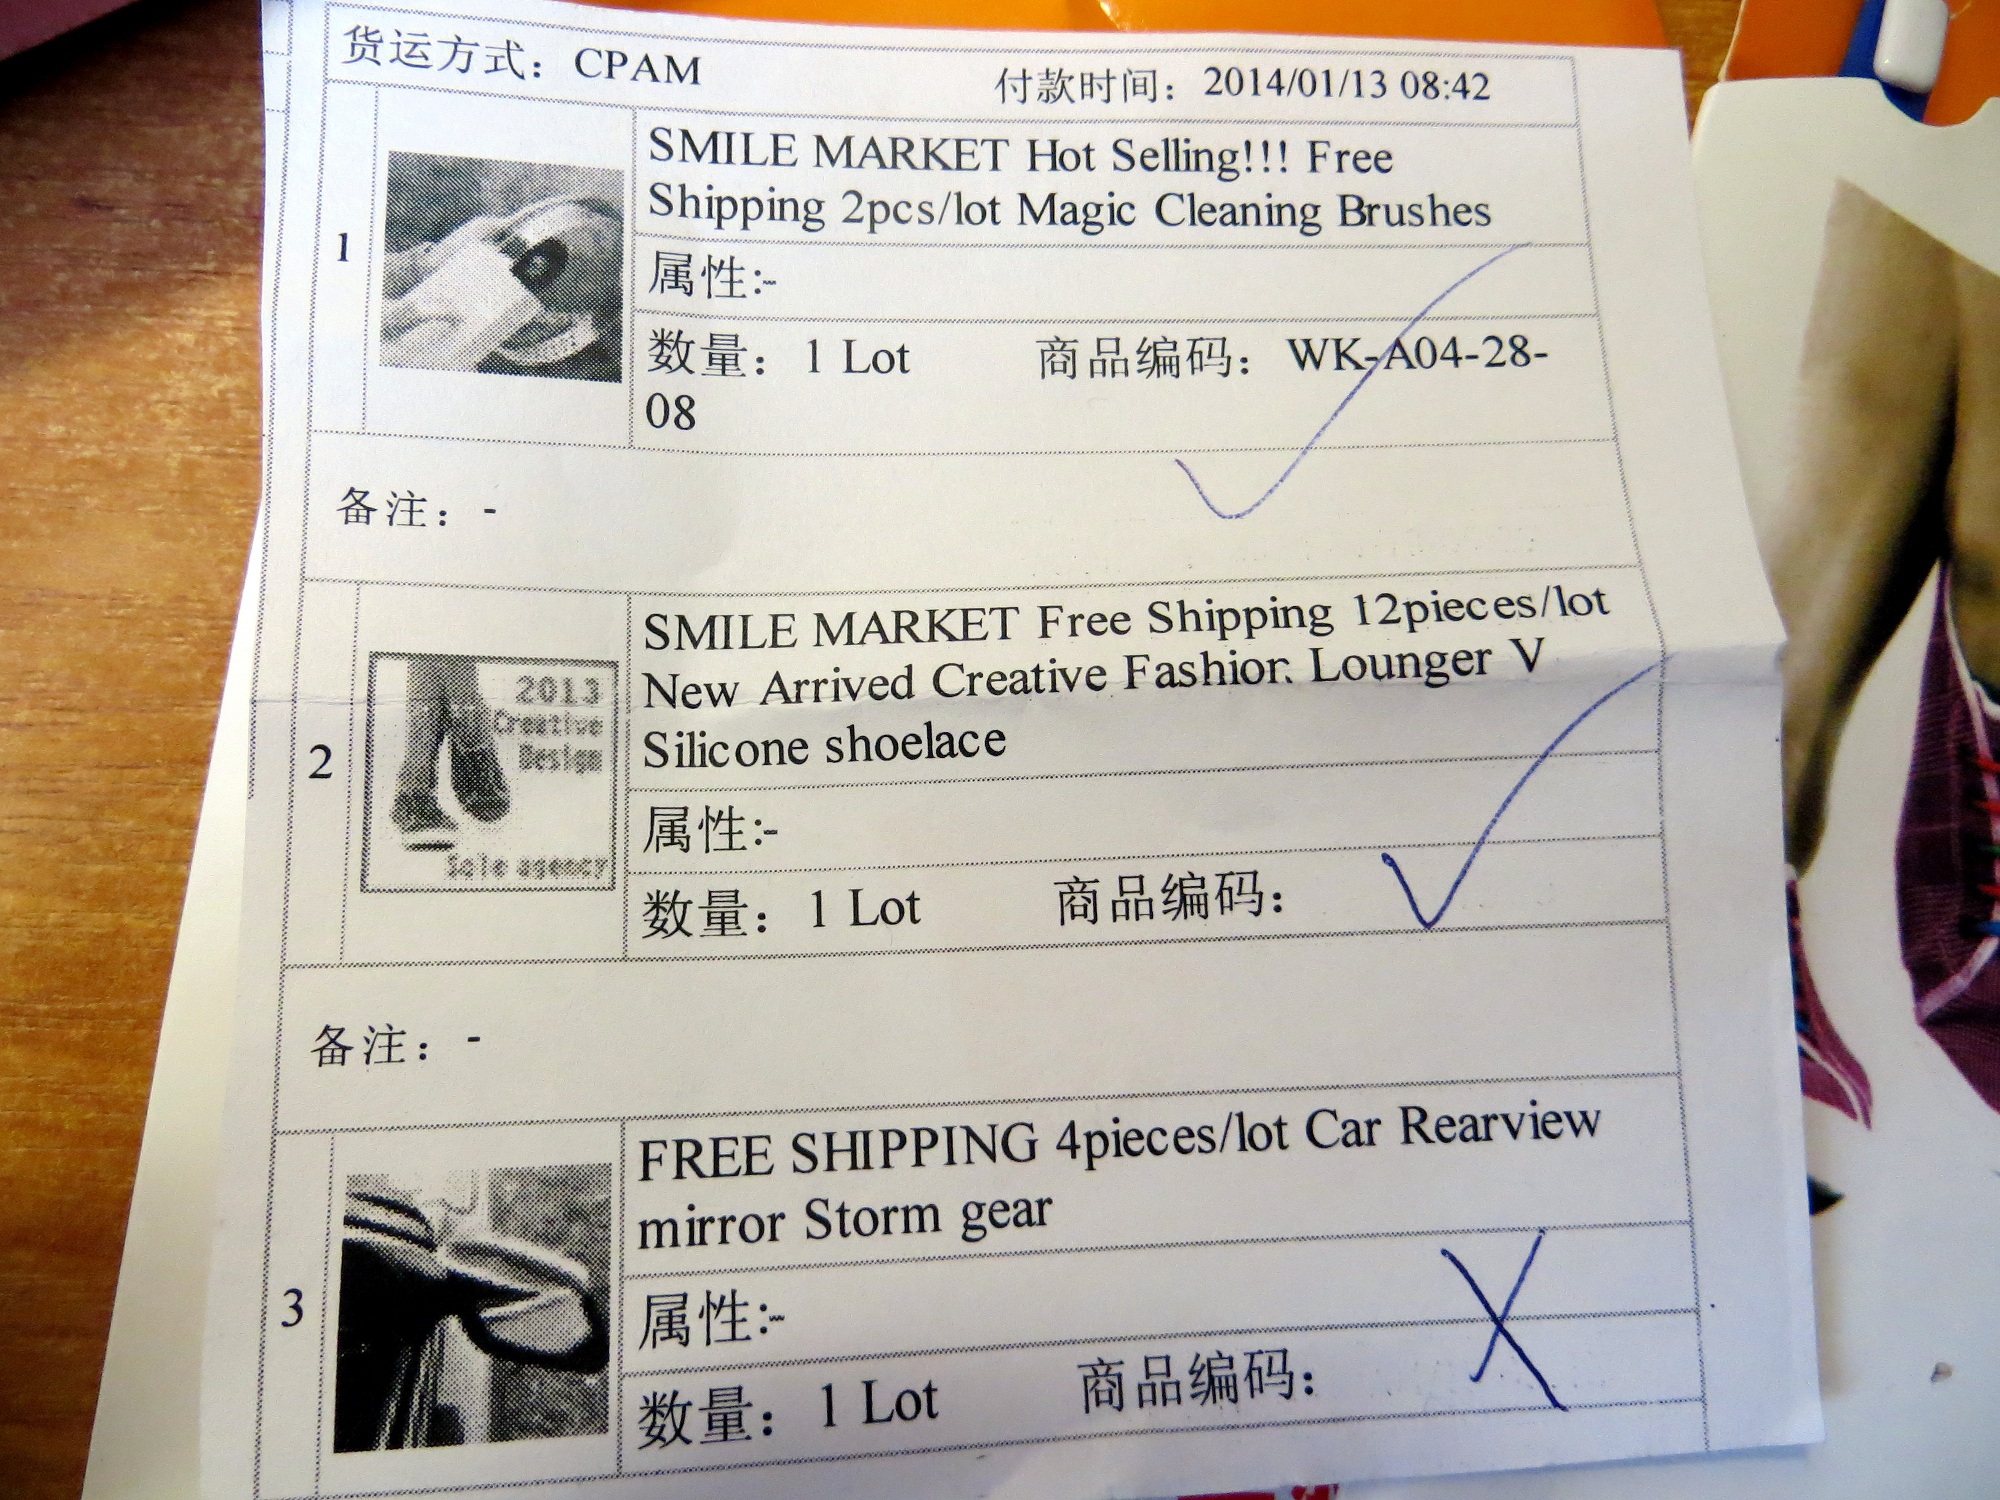 货运方式：CPAM 付款时间：2014/01/13 08:42
1
SMILE MARKET Hot Selling!!! Free
Shipping 2pcs/lot Magic Cleaning Brushes
属性:-
数量：1 Lot 商品编码：WK-A04-28-
08
备注：-
2
2013
Creative
Design
Sole agency
SMILE MARKET Free Shipping 12pieces/lot
New Arrived Creative Fashion Lounger V
Silicone shoelace
属性:-
数量：1 Lot 商品编码：
备注：-
3
FREE SHIPPING 4pieces/lot Car Rearview
mirror Storm gear
属性:-
数量：1 Lot 商品编码：